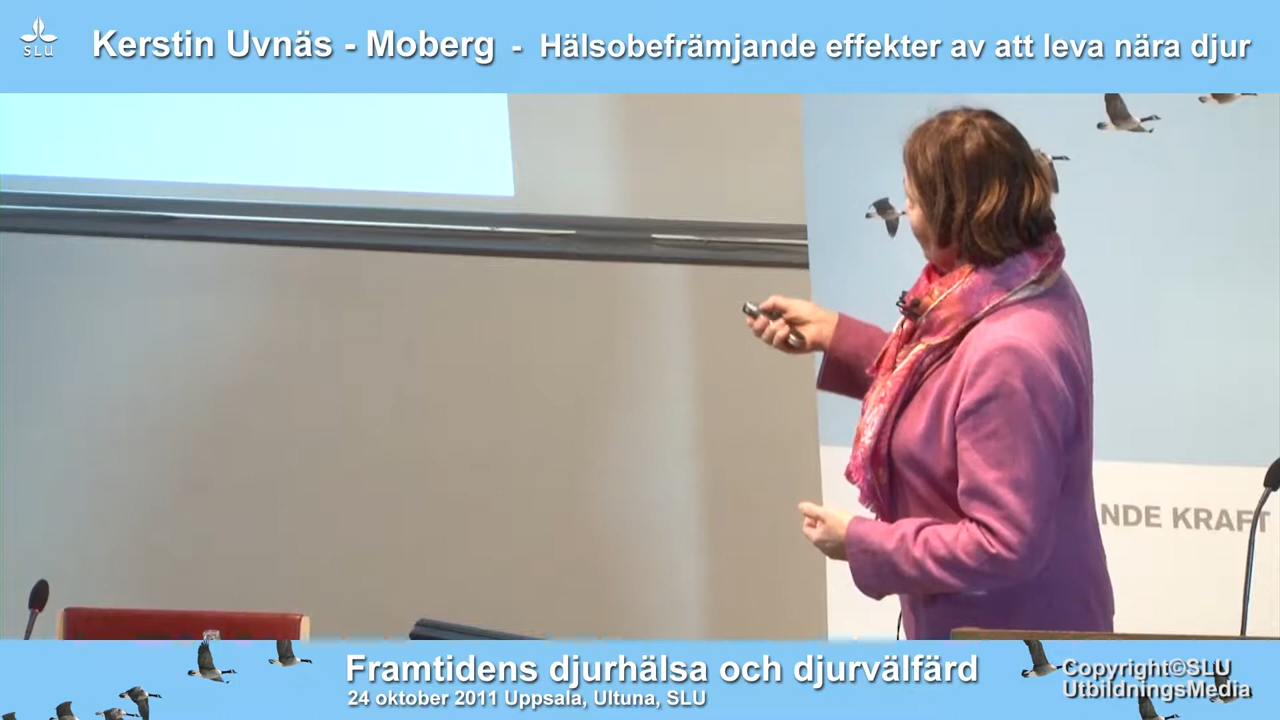 SLU
Kerstin Uvnäs - Moberg - Hälsobefrämjande effekter av att leva nära djur
NDE KRAFT
Framtidens djurhälsa och djurvälfärd
24 oktober 2011 Uppsala, Ultuna, SLU
Copyright©SLU
UtbildningsMedia